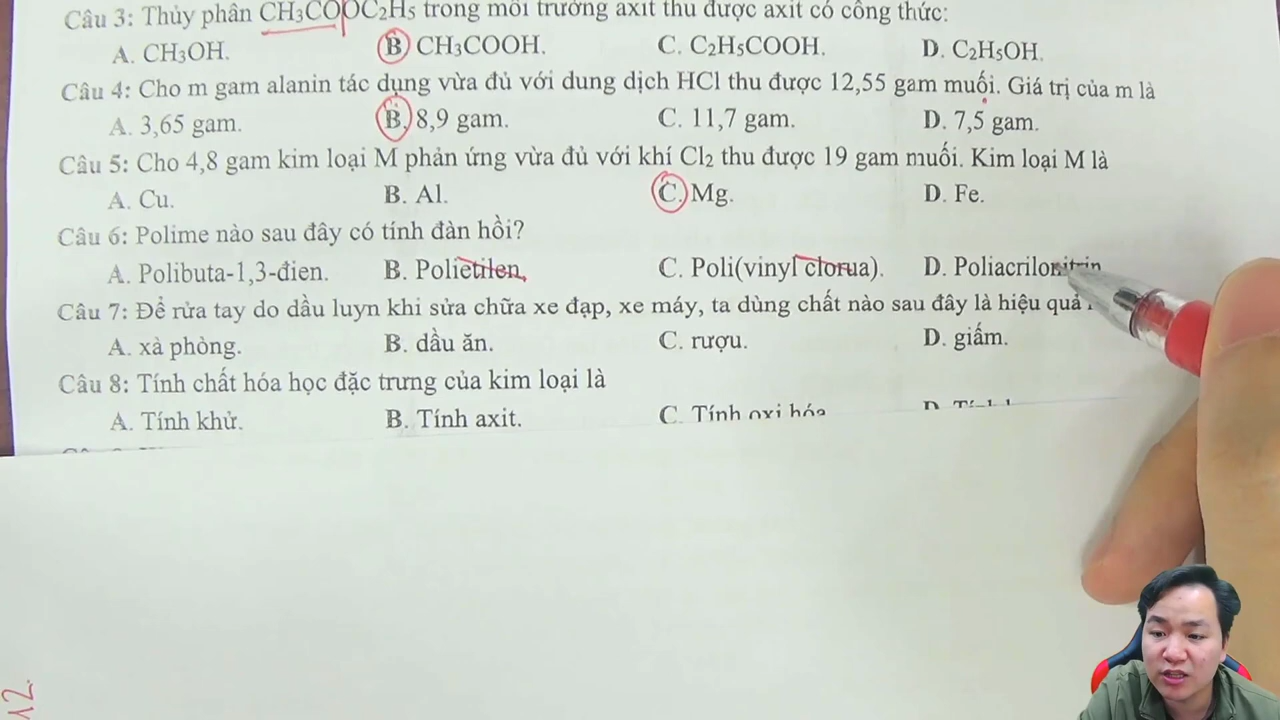 Câu 3: Thủy phân CH3COOC2H5 trong môi trường axit thu được axit có công thức:
A. CH3OH. B CH3COOH. C. C2H5COOH. D. C2H5OH.
Câu 4: Cho m gam alanin tác dụng vừa đủ với dung dịch HCl thu được 12,55 gam muối. Giá trị của m là
A. 3,65 gam. B. 8,9 gam. C. 11,7 gam. D. 7,5 gam.
Câu 5: Cho 4,8 gam kim loại M phản ứng vừa đủ với khí Cl2 thu được 19 gam muối. Kim loại M là
A. Cu. B. Al. C. Mg. D. Fe.
Câu 6: Polime nào sau đây có tính đàn hồi?
A. Polibuta-1,3-đien. B. Polietilen, C. Poli(vinyl clorua). D. Poliacrilonitrin
Câu 7: Để rửa tay do dầu luyn khi sửa chữa xe đạp, xe máy, ta dùng chất nào sau đây là hiệu quả
A. xà phòng. B. dầu ăn. C. rượu. D. giấm.
Câu 8: Tính chất hóa học đặc trưng của kim loại là
A. Tính khử. B. Tính axit. C. Tính oxi hóa
12.